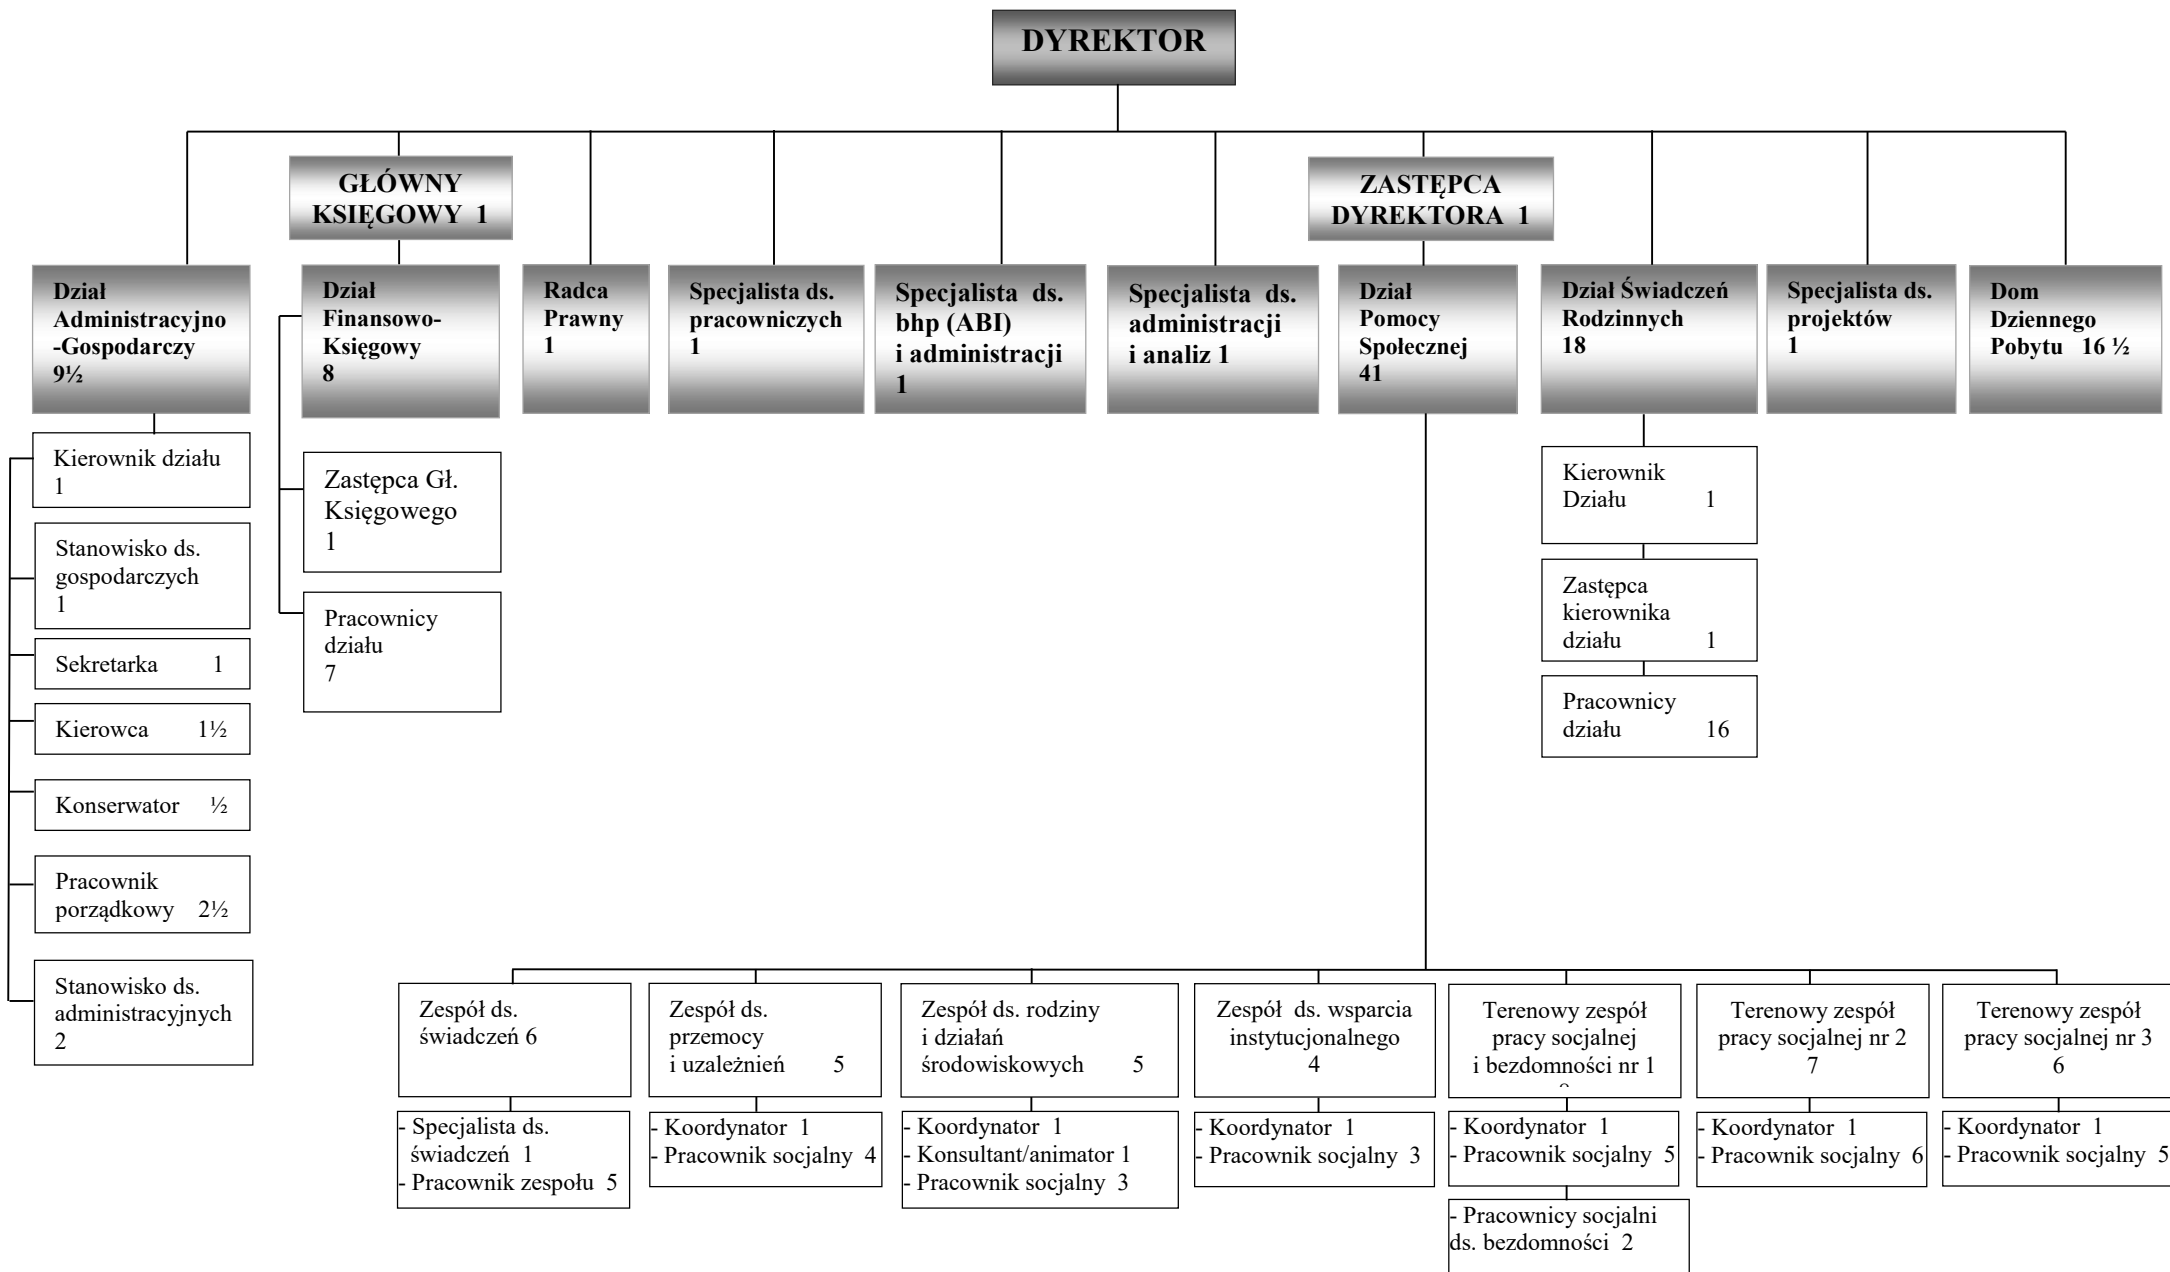 DYREKTOR
GŁÓWNY
KSIĘGOWY 1
ZASTĘPCA
DYREKTORA 1
Dział
Administracyjno
-Gospodarczy
9½
Dział
Finansowo-
Księgowy
8
Radca
Prawny
1
Specjalista ds.
pracowniczych
1
Specjalista ds.
bhp (ABI)
i administracji
1
Specjalista ds.
administracji
i analiz 1
Dział
Pomocy
Społecznej
41
Dział Świadczeń
Rodzinnych
18
Specjalista ds.
projektów
1
Dom
Dziennego
Pobytu 16 ½
Kierownik działu
1
Stanowisko ds.
gospodarczych
1
Sekretarka 1
Kierowca 1½
Konserwator ½
Pracownik
porządkowy 2½
Stanowisko ds.
administracyjnych
2
Zastępca Gł.
Księgowego
1
Pracownicy
działu
7
Kierownik
Działu 1
Zastępca
kierownika
działu 1
Pracownicy
działu 16
Zespół ds.
świadczeń 6
- Specjalista ds.
świadczeń 1
- Pracownik zespołu 5
Zespół ds.
przemocy
i uzależnień 5
- Koordynator 1
- Pracownik socjalny 4
Zespół ds. rodziny
i działań
środowiskowych 5
- Koordynator 1
- Konsultant/animator 1
- Pracownik socjalny 3
Zespół ds. wsparcia
instytucjonalnego
4
- Koordynator 1
- Pracownik socjalny 3
Terenowy zespół
pracy socjalnej
i bezdomności nr 1
- Koordynator 1
- Pracownik socjalny 5
- Pracownicy socjalni
ds. bezdomności 2
Terenowy zespół
pracy socjalnej nr 2
7
- Koordynator 1
- Pracownik socjalny 6
Terenowy zespół
pracy socjalnej nr 3
6
- Koordynator 1
- Pracownik socjalny 5